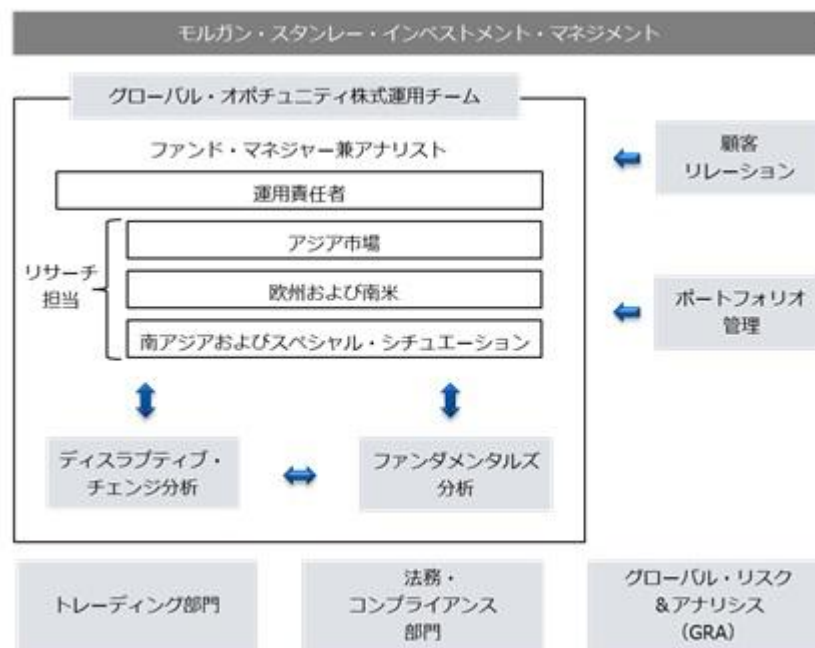 モルガン・スタンレー・インベストメント・マネジメント
グローバル・オポチュニティ株式運用チーム
ファンド・マネジャー兼アナリスト
運用責任者
リサーチ
担当
アジア市場
欧州および南米
南アジアおよびスペシャル・シチュエーション
ディスラプティブ・
チェンジ分析
ファンダメンタルズ
分析
顧客
リレーション
ポートフォリオ
管理
トレーディング部門
法務・
コンプライアンス
部門
グローバル・リスク
&アナリシス
（GRA）